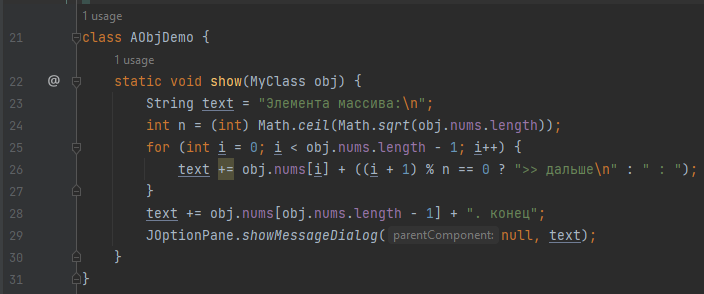 1 usage
21 class AObjDemo {
1 usage
22 @ static void show(MyClass obj) {
23 String text = "Элемента массива:\n";
24 int n = (int) Math.ceil(Math.sqrt(obj.nums.length));
25 for (int i = 0; i < obj.nums.length - 1; i++) {
26 text += obj.nums[i] + ((i + 1) % n == 0 ? ">> дальше\n" : " : ");
27 }
28 text += obj.nums[obj.nums.length - 1] + ". конец";
29 JOptionPane.showMessageDialog( parentComponent: null, text);
30 }
31 }